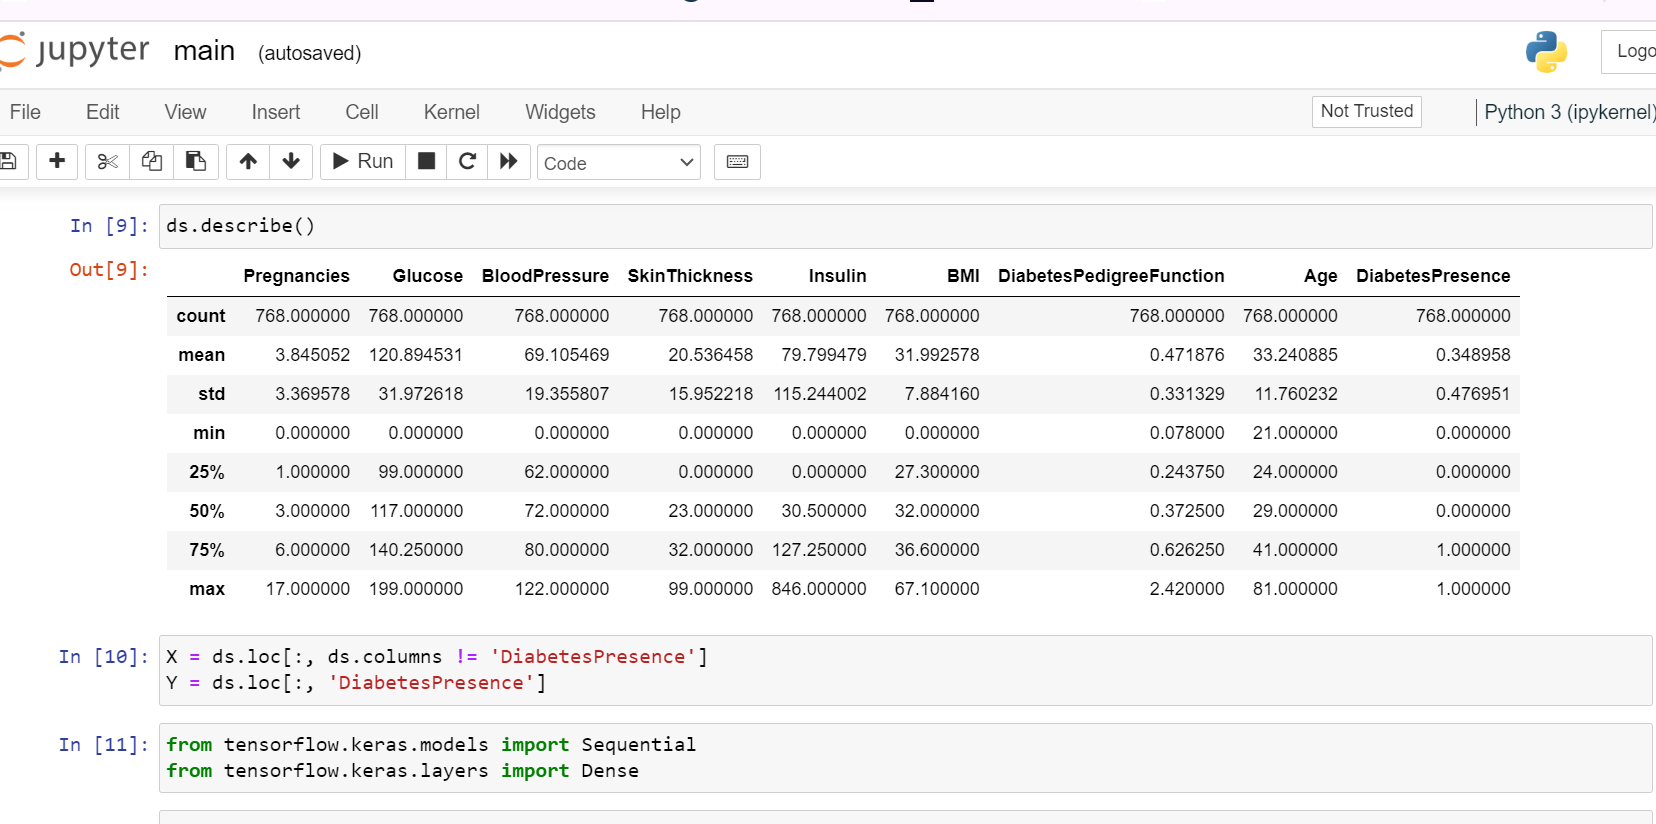 jupyter main (autosaved)
Logo
File Edit View Insert Cell Kernel Widgets Help
Not Trusted
Python 3 (ipykernel)
Run
Code
In [9]: ds.describe()
Out[9]:
Pregnancies Glucose BloodPressure SkinThickness Insulin BMI DiabetesPedigreeFunction Age DiabetesPresence
count 768.000000 768.000000 768.000000 768.000000 768.000000 768.000000 768.000000 768.000000 768.000000
mean 3.845052 120.894531 69.105469 20.536458 79.799479 31.992578 0.471876 33.240885 0.348958
std 3.369578 31.972618 19.355807 15.952218 115.244002 7.884160 0.331329 11.760232 0.476951
min 0.000000 0.000000 0.000000 0.000000 0.000000 0.000000 0.078000 21.000000 0.000000
25% 1.000000 99.000000 62.000000 0.000000 0.000000 27.300000 0.243750 24.000000 0.000000
50% 3.000000 117.000000 72.000000 23.000000 30.500000 32.000000 0.372500 29.000000 0.000000
75% 6.000000 140.250000 80.000000 32.000000 127.250000 36.600000 0.626250 41.000000 1.000000
max 17.000000 199.000000 122.000000 99.000000 846.000000 67.100000 2.420000 81.000000 1.000000
In [10]: X = ds.loc[:, ds.columns != 'DiabetesPresence']
Y = ds.loc[:, 'DiabetesPresence']
In [11]: from tensorflow.keras.models import Sequential
from tensorflow.keras.layers import Dense